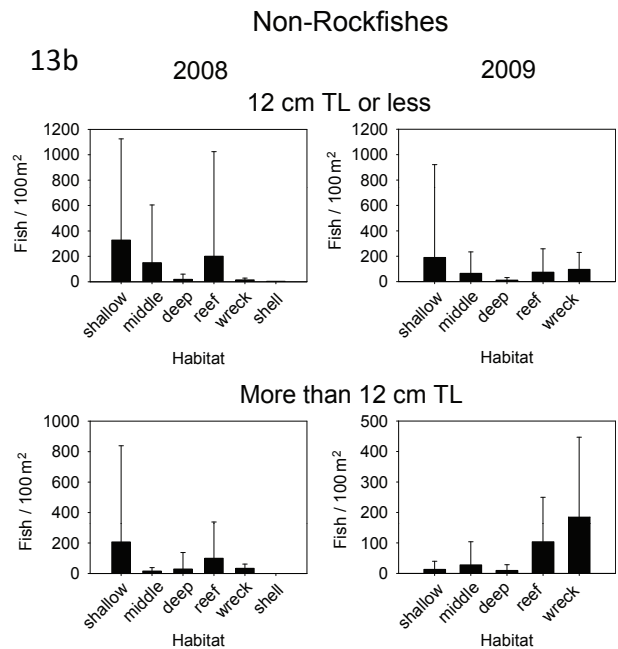 Non-Rockfishes
13b
2008 2009
12 cm TL or less
1200
1000
800
600
400
200
0
Fish / 100 m²
shallow middle deep reef wreck shell
Habitat
1200
1000
800
600
400
200
0
Fish / 100 m²
shallow middle deep reef wreck
Habitat
More than 12 cm TL
1000
800
600
400
200
0
Fish / 100 m²
shallow middle deep reef wreck shell
Habitat
500
400
300
200
100
0
Fish / 100 m²
shallow middle deep reef wreck
Habitat